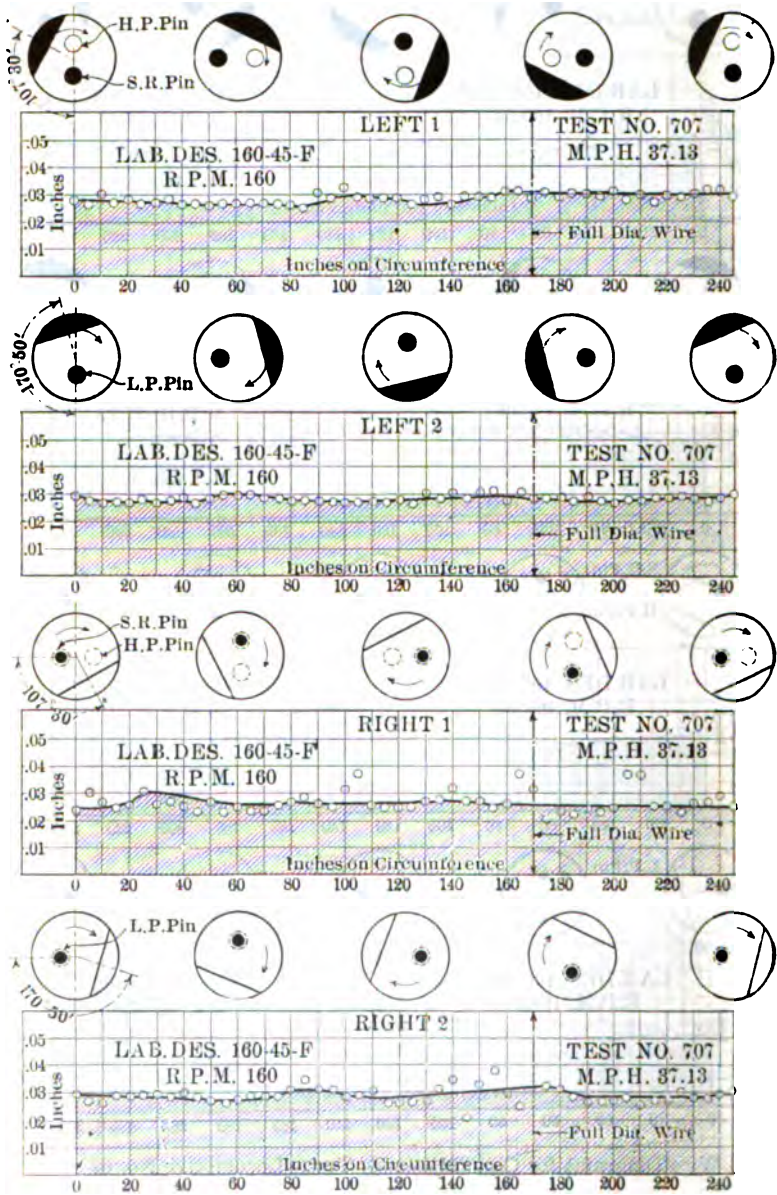 H.P.Pin
S.R.Pin
107°30'
LEFT 1
TEST NO. 707
LAB.DES. 160-45-F
M.P.H. 37.13
R.P.M. 160
.05
.04
.03
.02
.01
Inches
Full Dia. Wire
Inches on Circumference
0 20 40 60 80 100 120 140 160 180 200 220 240
170°50'
L.P.Pin
LEFT 2
LAB.DES. 160-45-F
TEST NO. 707
R.P.M. 160
M.P.H. 37.13
.05
.04
.03
.02
.01
Inches
Full Dia. Wire
Inches on Circumference
0 20 40 60 80 100 120 140 160 180 200 220 240
S.R.Pin
H.P.Pin
107°30'
RIGHT 1
TEST NO. 707
LAB.DES. 160-45-F
M.P.H. 37.13
R.P.M. 160
.05
.04
.03
.02
.01
Inches
Full Dia. Wire
Inches on Circumference
0 20 40 60 80 100 120 140 160 180 200 220 240
L.P.Pin
170°50'
RIGHT 2
LAB.DES. 160-45-F
TEST NO. 707
R.P.M. 160
M.P.H. 37.13
.05
.04
.03
.02
.01
Inches
Full Dia. Wire
Inches on Circumference
0 20 40 60 80 100 120 140 160 180 200 220 240